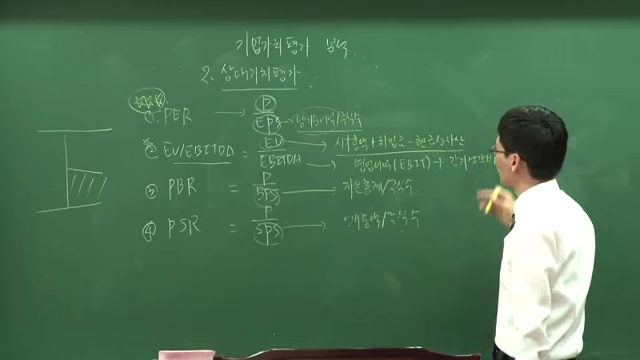 기업가치평가 분석
2. 상대가치평가
① PER → P / EPS → 당기순이익/주식수
② EV/EBITDA = EV / EBITDA → 시가총액 + 차입금 - 현금성자산
영업이익(EBIT) + 감가상각비
③ PBR = P / BPS → 자본총계/주식수
④ PSR = P / SPS → 매출액/주식수